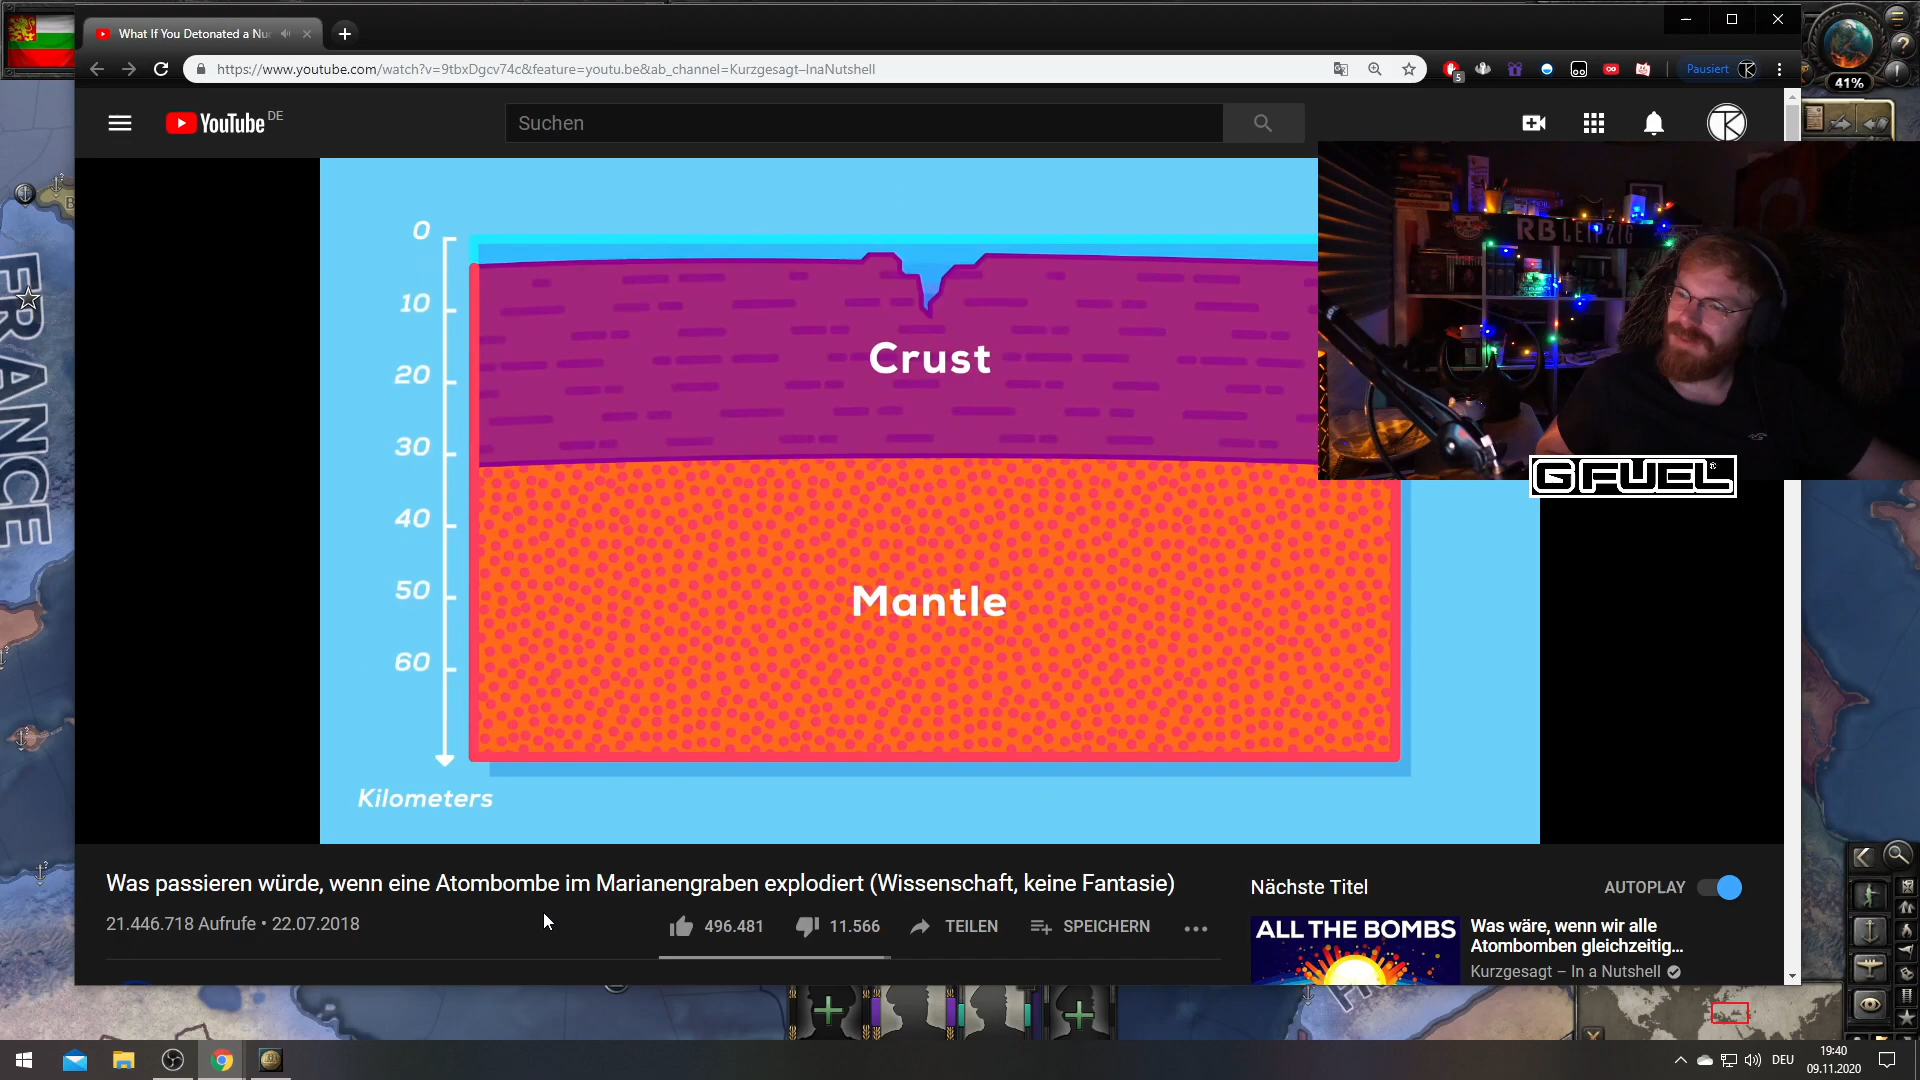 What If You Detonated a Nu
https://www.youtube.com/watch?v=9tbxDgcv74c&feature=youtu.be&ab_channel=Kurzgesagt–InaNutshell
5
Pausiert
41%
YouTube DE
Suchen
0
10
20
30
40
50
60
Kilometers
Crust
Mantle
RB LEIPZIG
G FUEL®
FRANCE
Was passieren würde, wenn eine Atombombe im Marianengraben explodiert (Wissenschaft, keine Fantasie)
21.446.718 Aufrufe • 22.07.2018
496.481
11.566
TEILEN
SPEICHERN
Nächste Titel
AUTOPLAY
ALL THE BOMBS
Was wäre, wenn wir alle
Atombomben gleichzeitig...
Kurzgesagt – In a Nutshell
DEU
19:40
09.11.2020